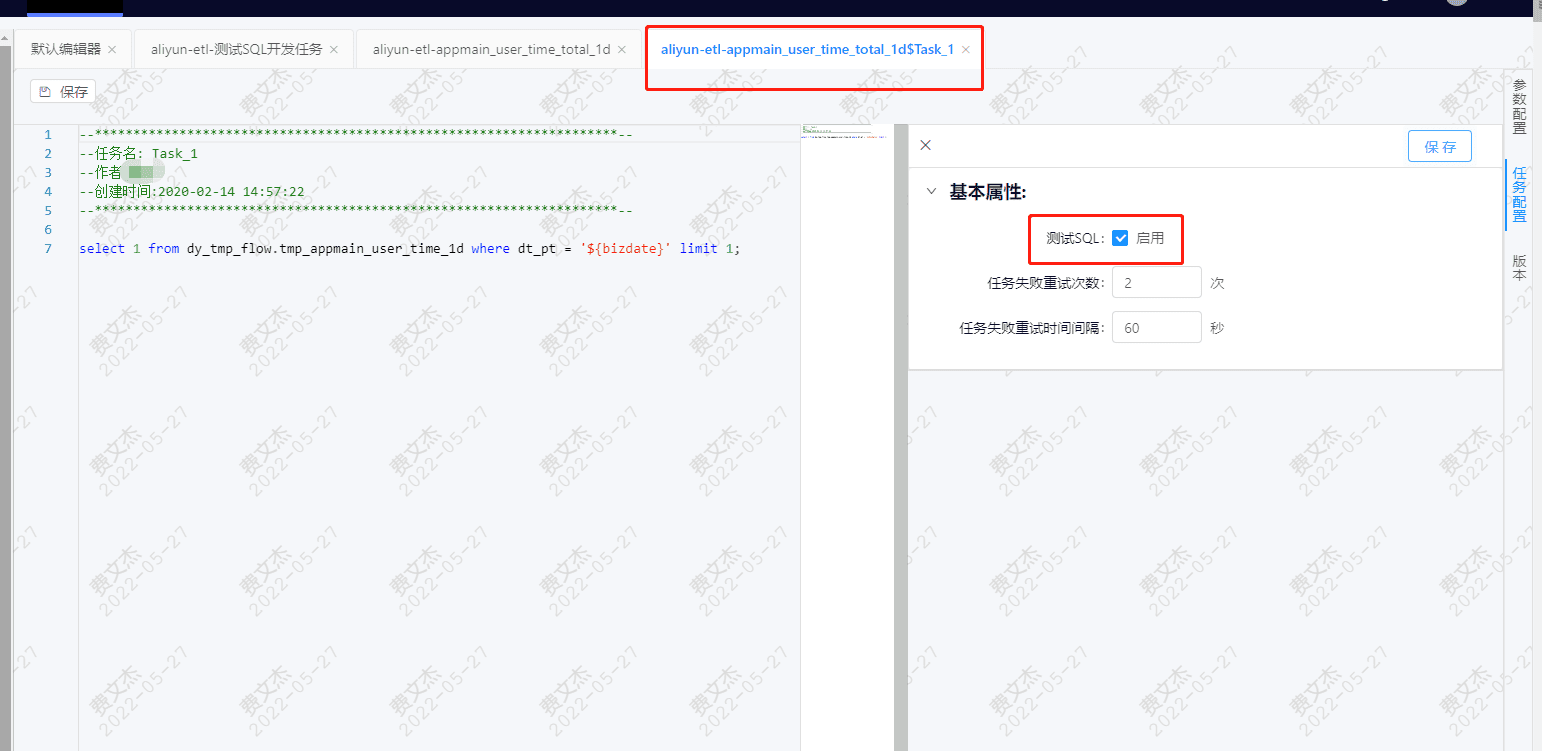 默认编辑器
aliyun-etl-测试SQL开发任务
aliyun-etl-appmain_user_time_total_1d
aliyun-etl-appmain_user_time_total_1d$Task_1
保存
1 --********************************************************************--
2 --任务名: Task_1
3 --作者
4 --创建时间:2020-02-14 14:57:22
5 --********************************************************************--
6
7 select 1 from dy_tmp_flow.tmp_appmain_user_time_1d where dt_pt = '${bizdate}' limit 1;
保存
基本属性:
测试SQL: 启用
任务失败重试次数: 2 次
任务失败重试时间间隔: 60 秒
参数配置
任务配置
版本
费文杰
2022-05-27